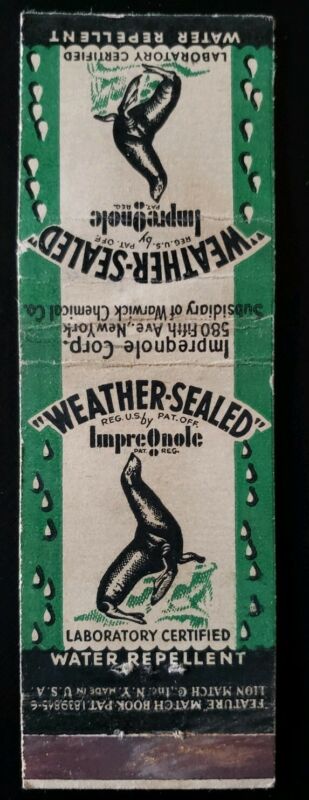 WATER REPELLENT
LABORATORY CERTIFIED
PAT. REG.
ImpreGnole
REG. U.S. by PAT. OFF.
"WEATHER-SEALED"
Subsidiary of Warwick Chemical Co.
580 Fifth Ave., New York
Impregnole Corp.
"WEATHER-SEALED"
REG. U.S. by PAT. OFF.
ImpreGnole
PAT. REG.
LABORATORY CERTIFIED
WATER REPELLENT
LION MATCH Co., Inc. N. Y. MADE IN U. S. A.
FEATURE MATCH BOOK PAT. 1839845-6